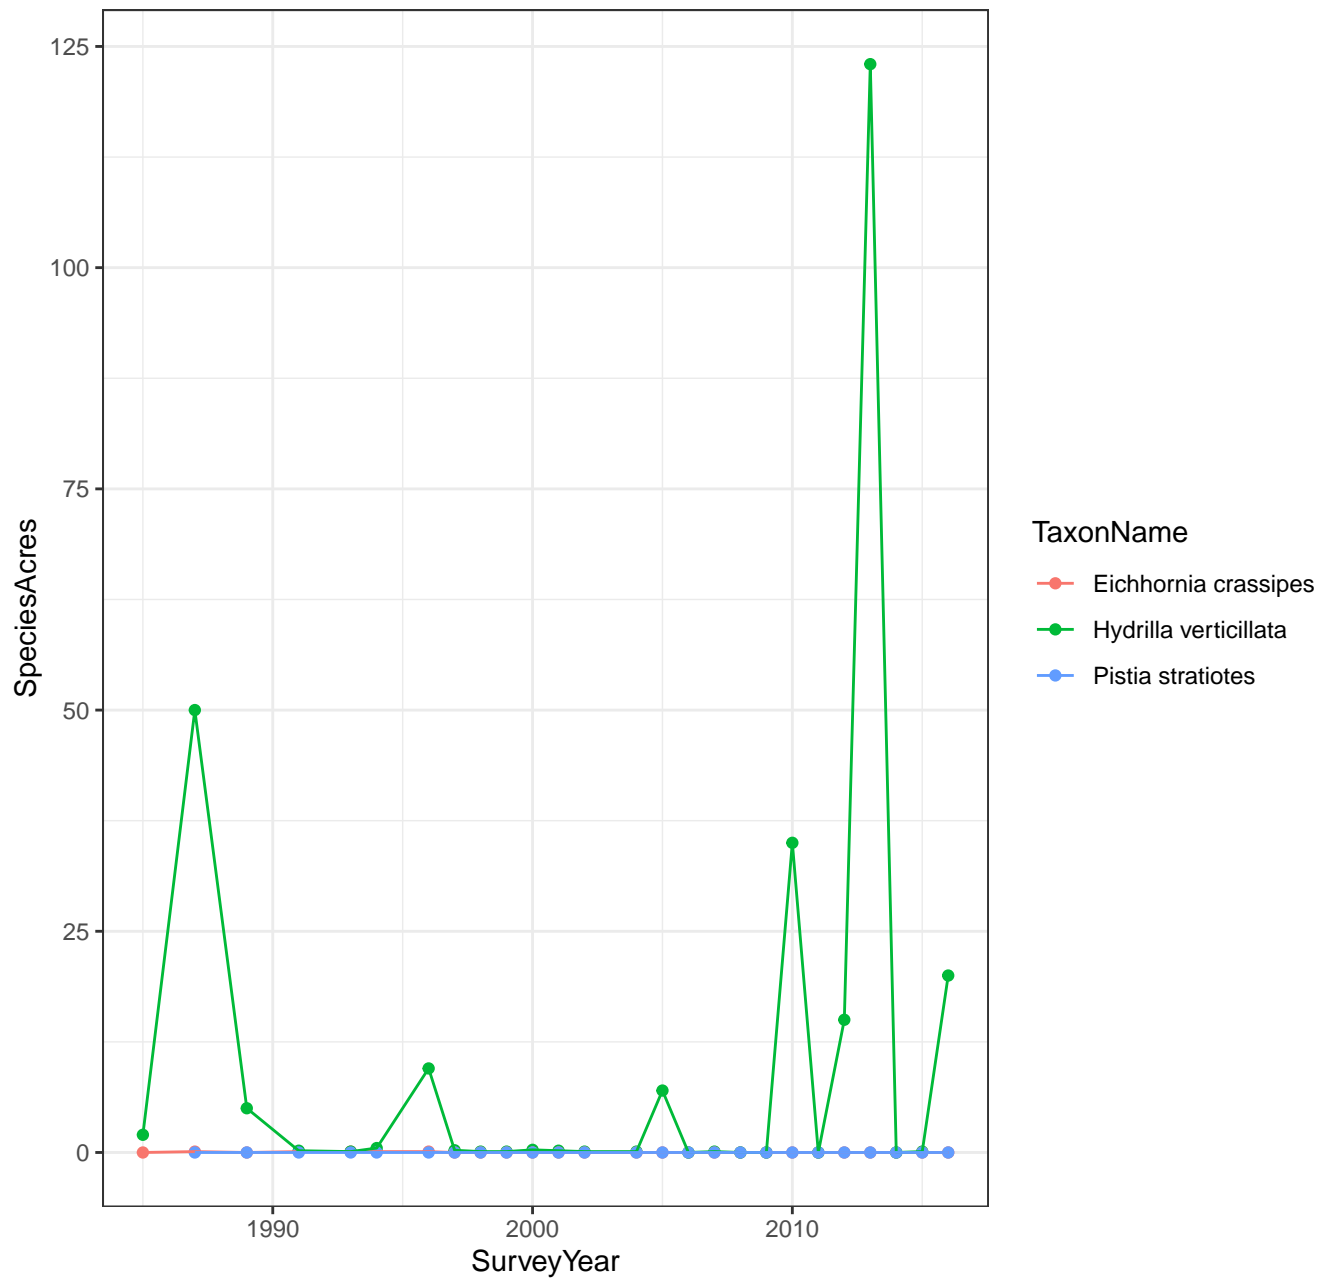 125
100
75
50
25
0
SpeciesAcres
1990
2000
2010
SurveyYear
TaxonName
Eichhornia crassipes
Hydrilla verticillata
Pistia stratiotes